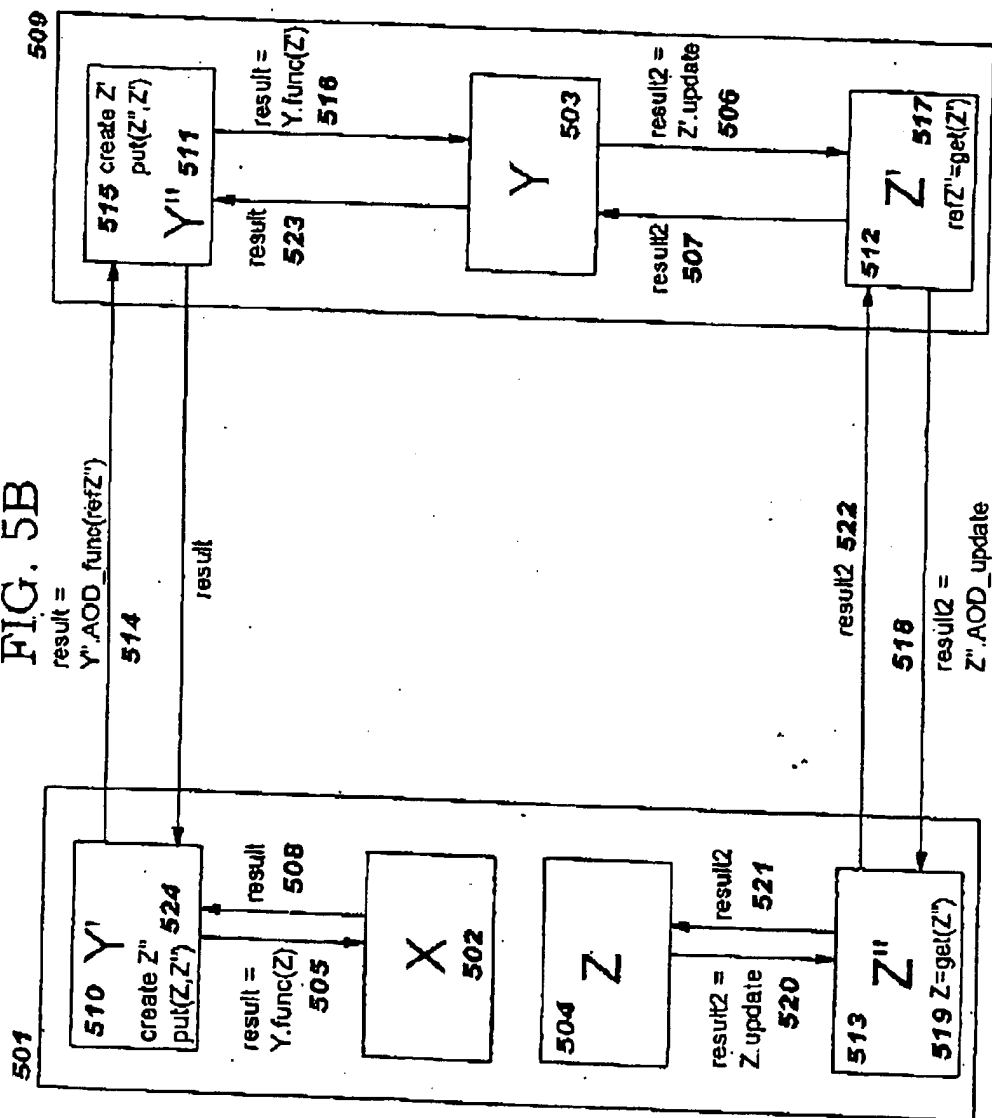 FIG. 5B
501
510 Y'
create Z" 524
put(Z,Z")
result =
Y.func(Z)
505
result
508
X
502
504
Z
result2 =
Z.update
520
result2
521
513
Z"
519 Z=get(Z")
result =
Y".AOD_func(refZ")
514
result
result2 522
518
result2 =
Z".AOD_update
509
515 create Z'
put(Z",Z')
Y" 511
result
523
result =
Y.func(Z')
516
Y
503
result2
507
result2 =
Z'.update
506
512
Z' 517
refZ"=get(Z')